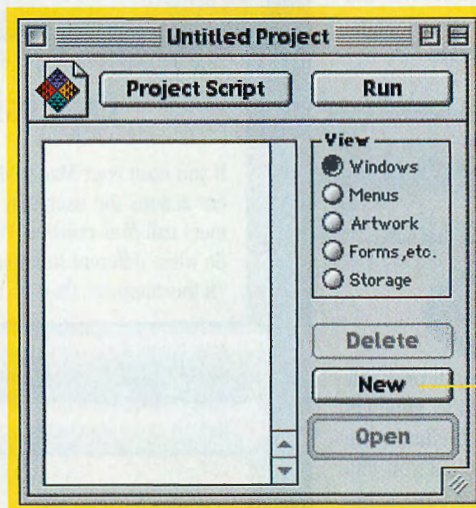 Untitled Project
Project Script
Run
View
Windows
Menus
Artwork
Forms,etc.
Storage
Delete
New
Open